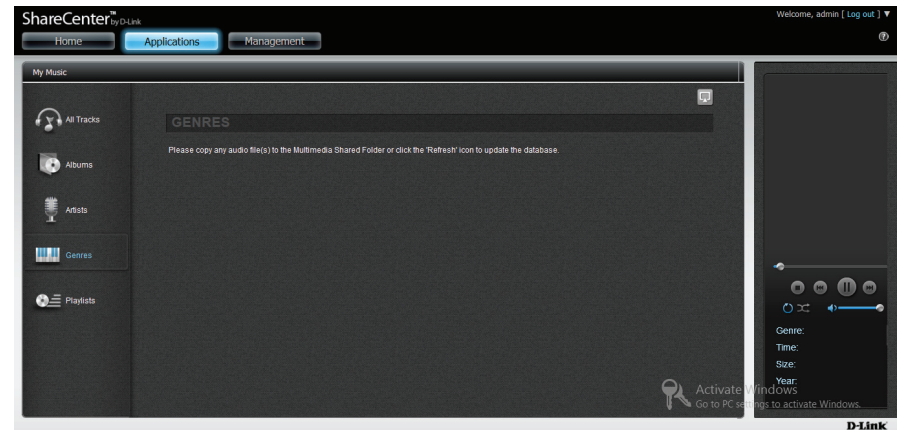 ShareCenter™ by D-Link
Welcome, admin [ Log out ] ▼
Home
Applications
Management
?
My Music
All Tracks
GENRES
Please copy any audio file(s) to the Multimedia Shared Folder or click the 'Refresh' icon to update the database.
Albums
Artists
Genres
Playlists
Genre:
Time:
Size:
Year:
Activate Windows
Go to PC settings to activate Windows.
D-Link